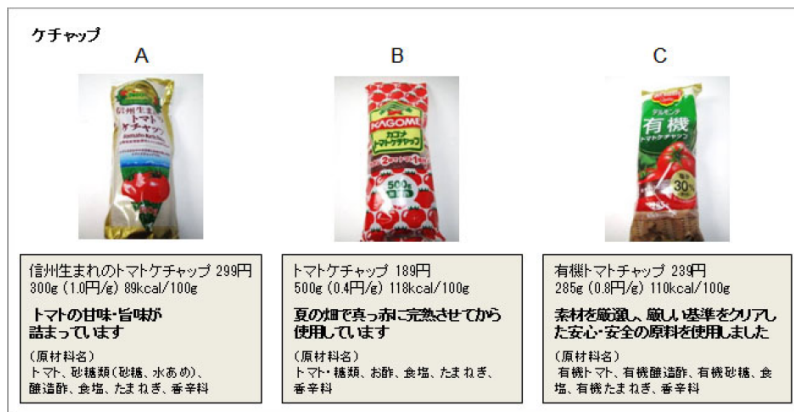 ケチャップ
A
B
C
信州生まれの
トマト
ケチャップ
KAGOME
カゴメ
トマトケチャップ
500g
デルモンテ
有機
トマトケチャップ
30%
信州生まれのトマトケチャップ 299円
300g (1.0円/g) 89kcal/100g
トマトの甘味・旨味が
詰まっています
(原材料名)
トマト、砂糖類(砂糖、水あめ)、
醸造酢、食塩、たまねぎ、香辛料
トマトケチャップ 189円
500g (0.4円/g) 118kcal/100g
夏の畑で真っ赤に完熟させてから
使用しています
(原材料名)
トマト・糖類、お酢、食塩、たまねぎ、
香辛料
有機トマトチャップ 239円
285g (0.8円/g) 110kcal/100g
素材を厳選し、厳しい基準をクリアし
た安心・安全の原料を使用しました
(原材料名)
有機トマト、有機醸造酢、有機砂糖、食
塩、有機たまねぎ、香辛料